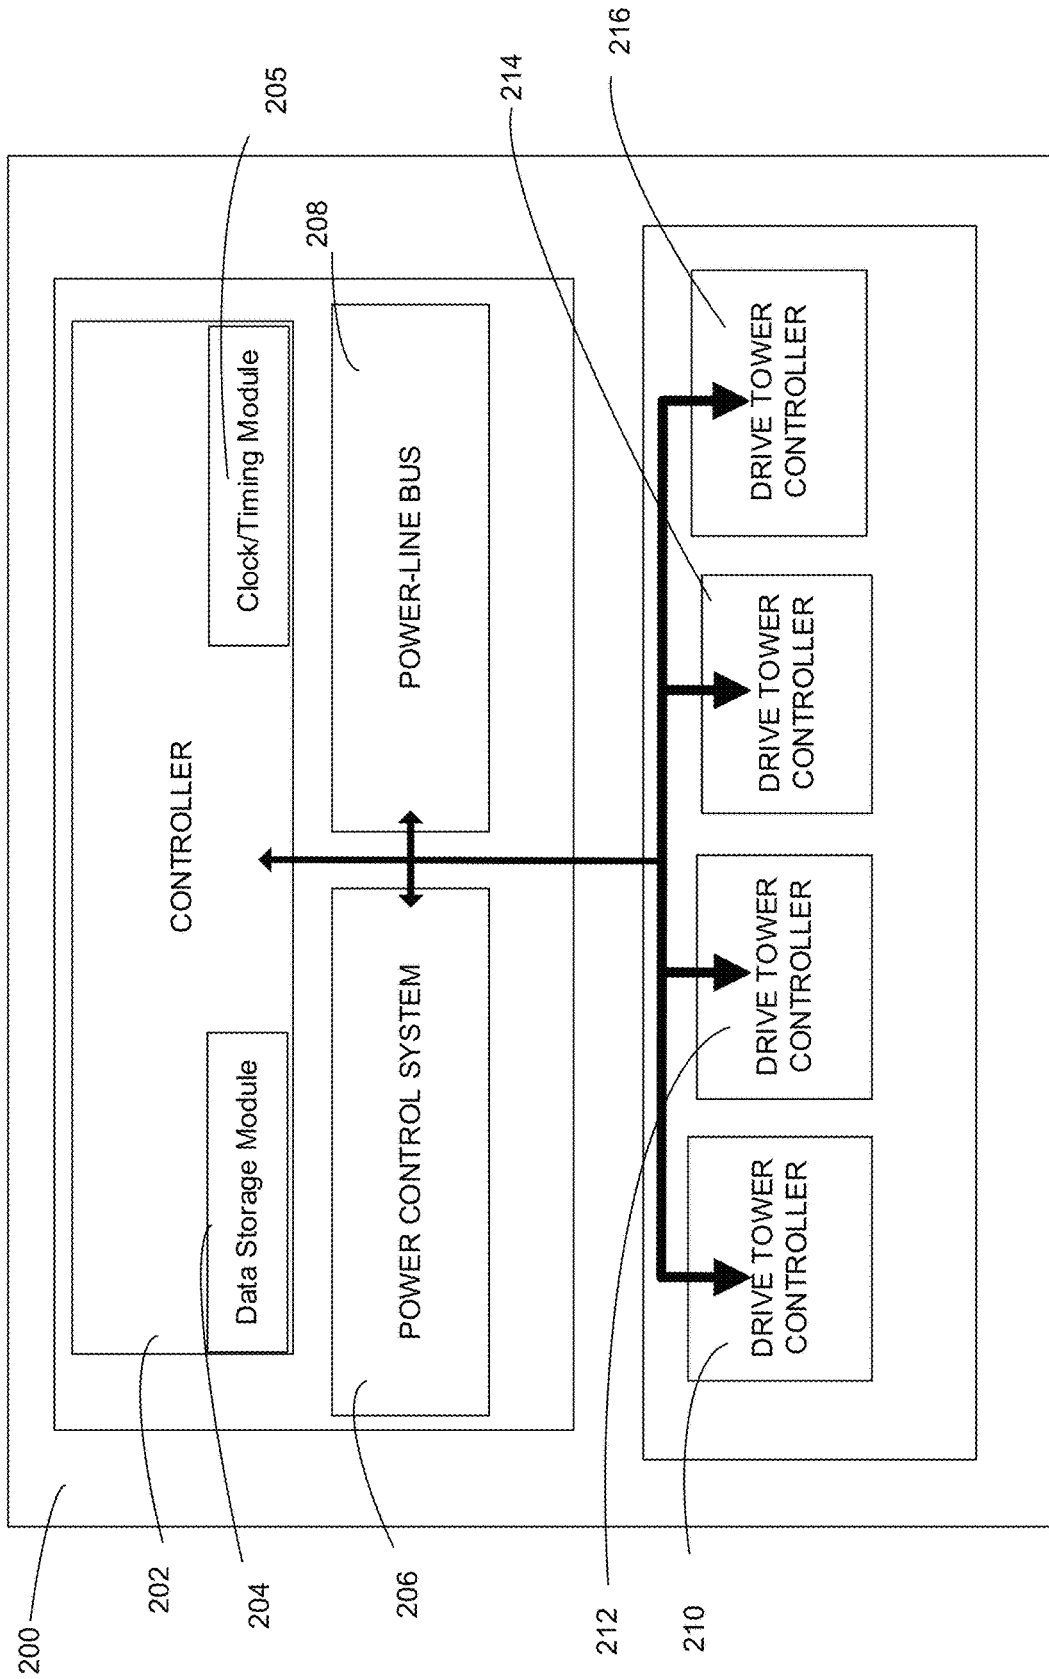 200
202
204
206
212
210
CONTROLLER
Data Storage Module
Clock/Timing Module
205
POWER CONTROL SYSTEM
POWER-LINE BUS
208
DRIVE TOWER
CONTROLLER
DRIVE TOWER
CONTROLLER
DRIVE TOWER
CONTROLLER
DRIVE TOWER
CONTROLLER
214
216